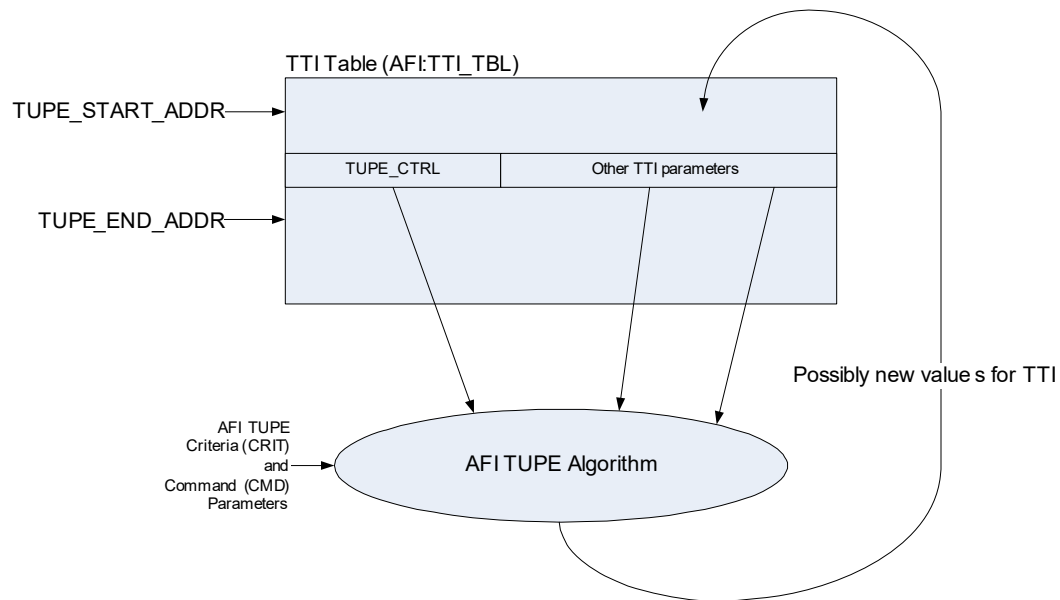 TTI Table (AFI:TTI_TBL)
TUPE_START_ADDR
TUPE_CTRL
Other TTI parameters
TUPE_END_ADDR
Possibly new values for TTI
AFI TUPE
Criteria (CRIT)
and
Command (CMD)
Parameters
AFI TUPE Algorithm